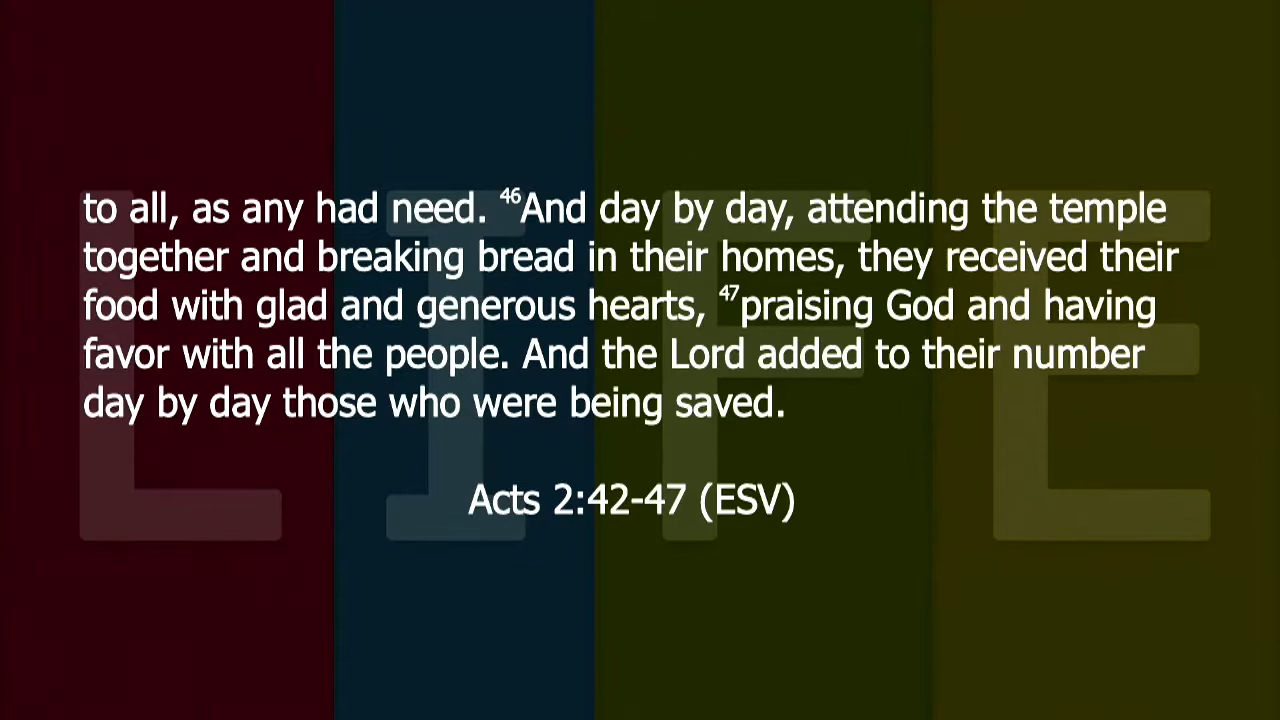 to all, as any had need. ⁴⁶And day by day, attending the temple
together and breaking bread in their homes, they received their
food with glad and generous hearts, ⁴⁷praising God and having
favor with all the people. And the Lord added to their number
day by day those who were being saved.
Acts 2:42-47 (ESV)
LIFE